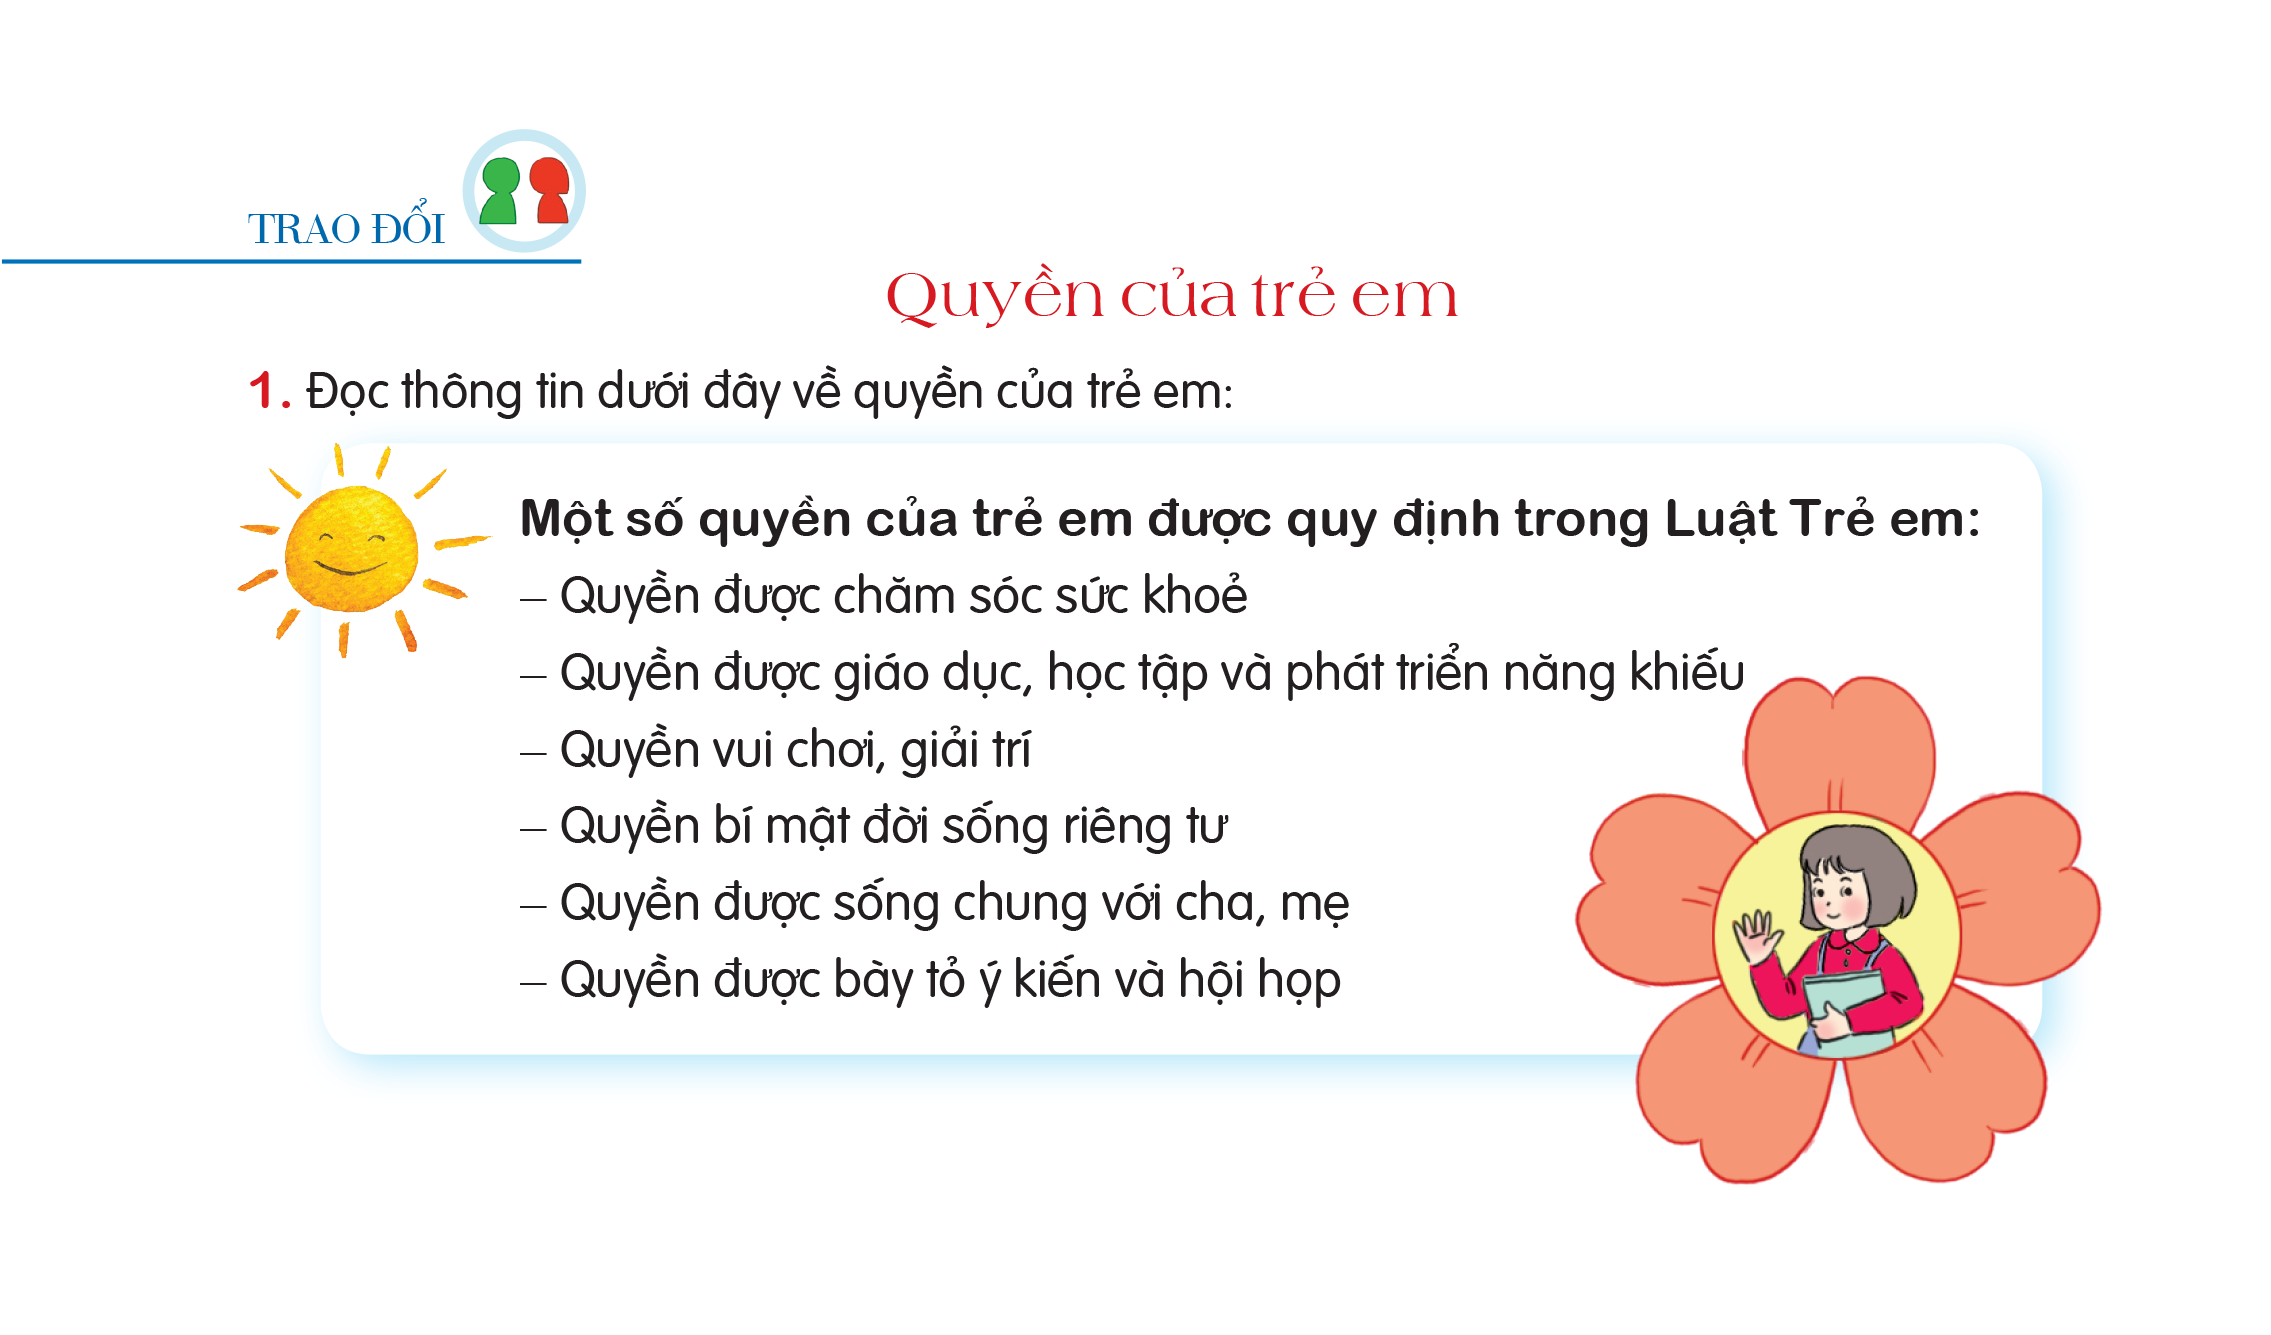 TRAO ĐỔI
Quyền của trẻ em
1. Đọc thông tin dưới đây về quyền của trẻ em:
Một số quyền của trẻ em được quy định trong Luật Trẻ em:
– Quyền được chăm sóc sức khoẻ
– Quyền được giáo dục, học tập và phát triển năng khiếu
– Quyền vui chơi, giải trí
– Quyền bí mật đời sống riêng tư
– Quyền được sống chung với cha, mẹ
– Quyền được bày tỏ ý kiến và hội họp